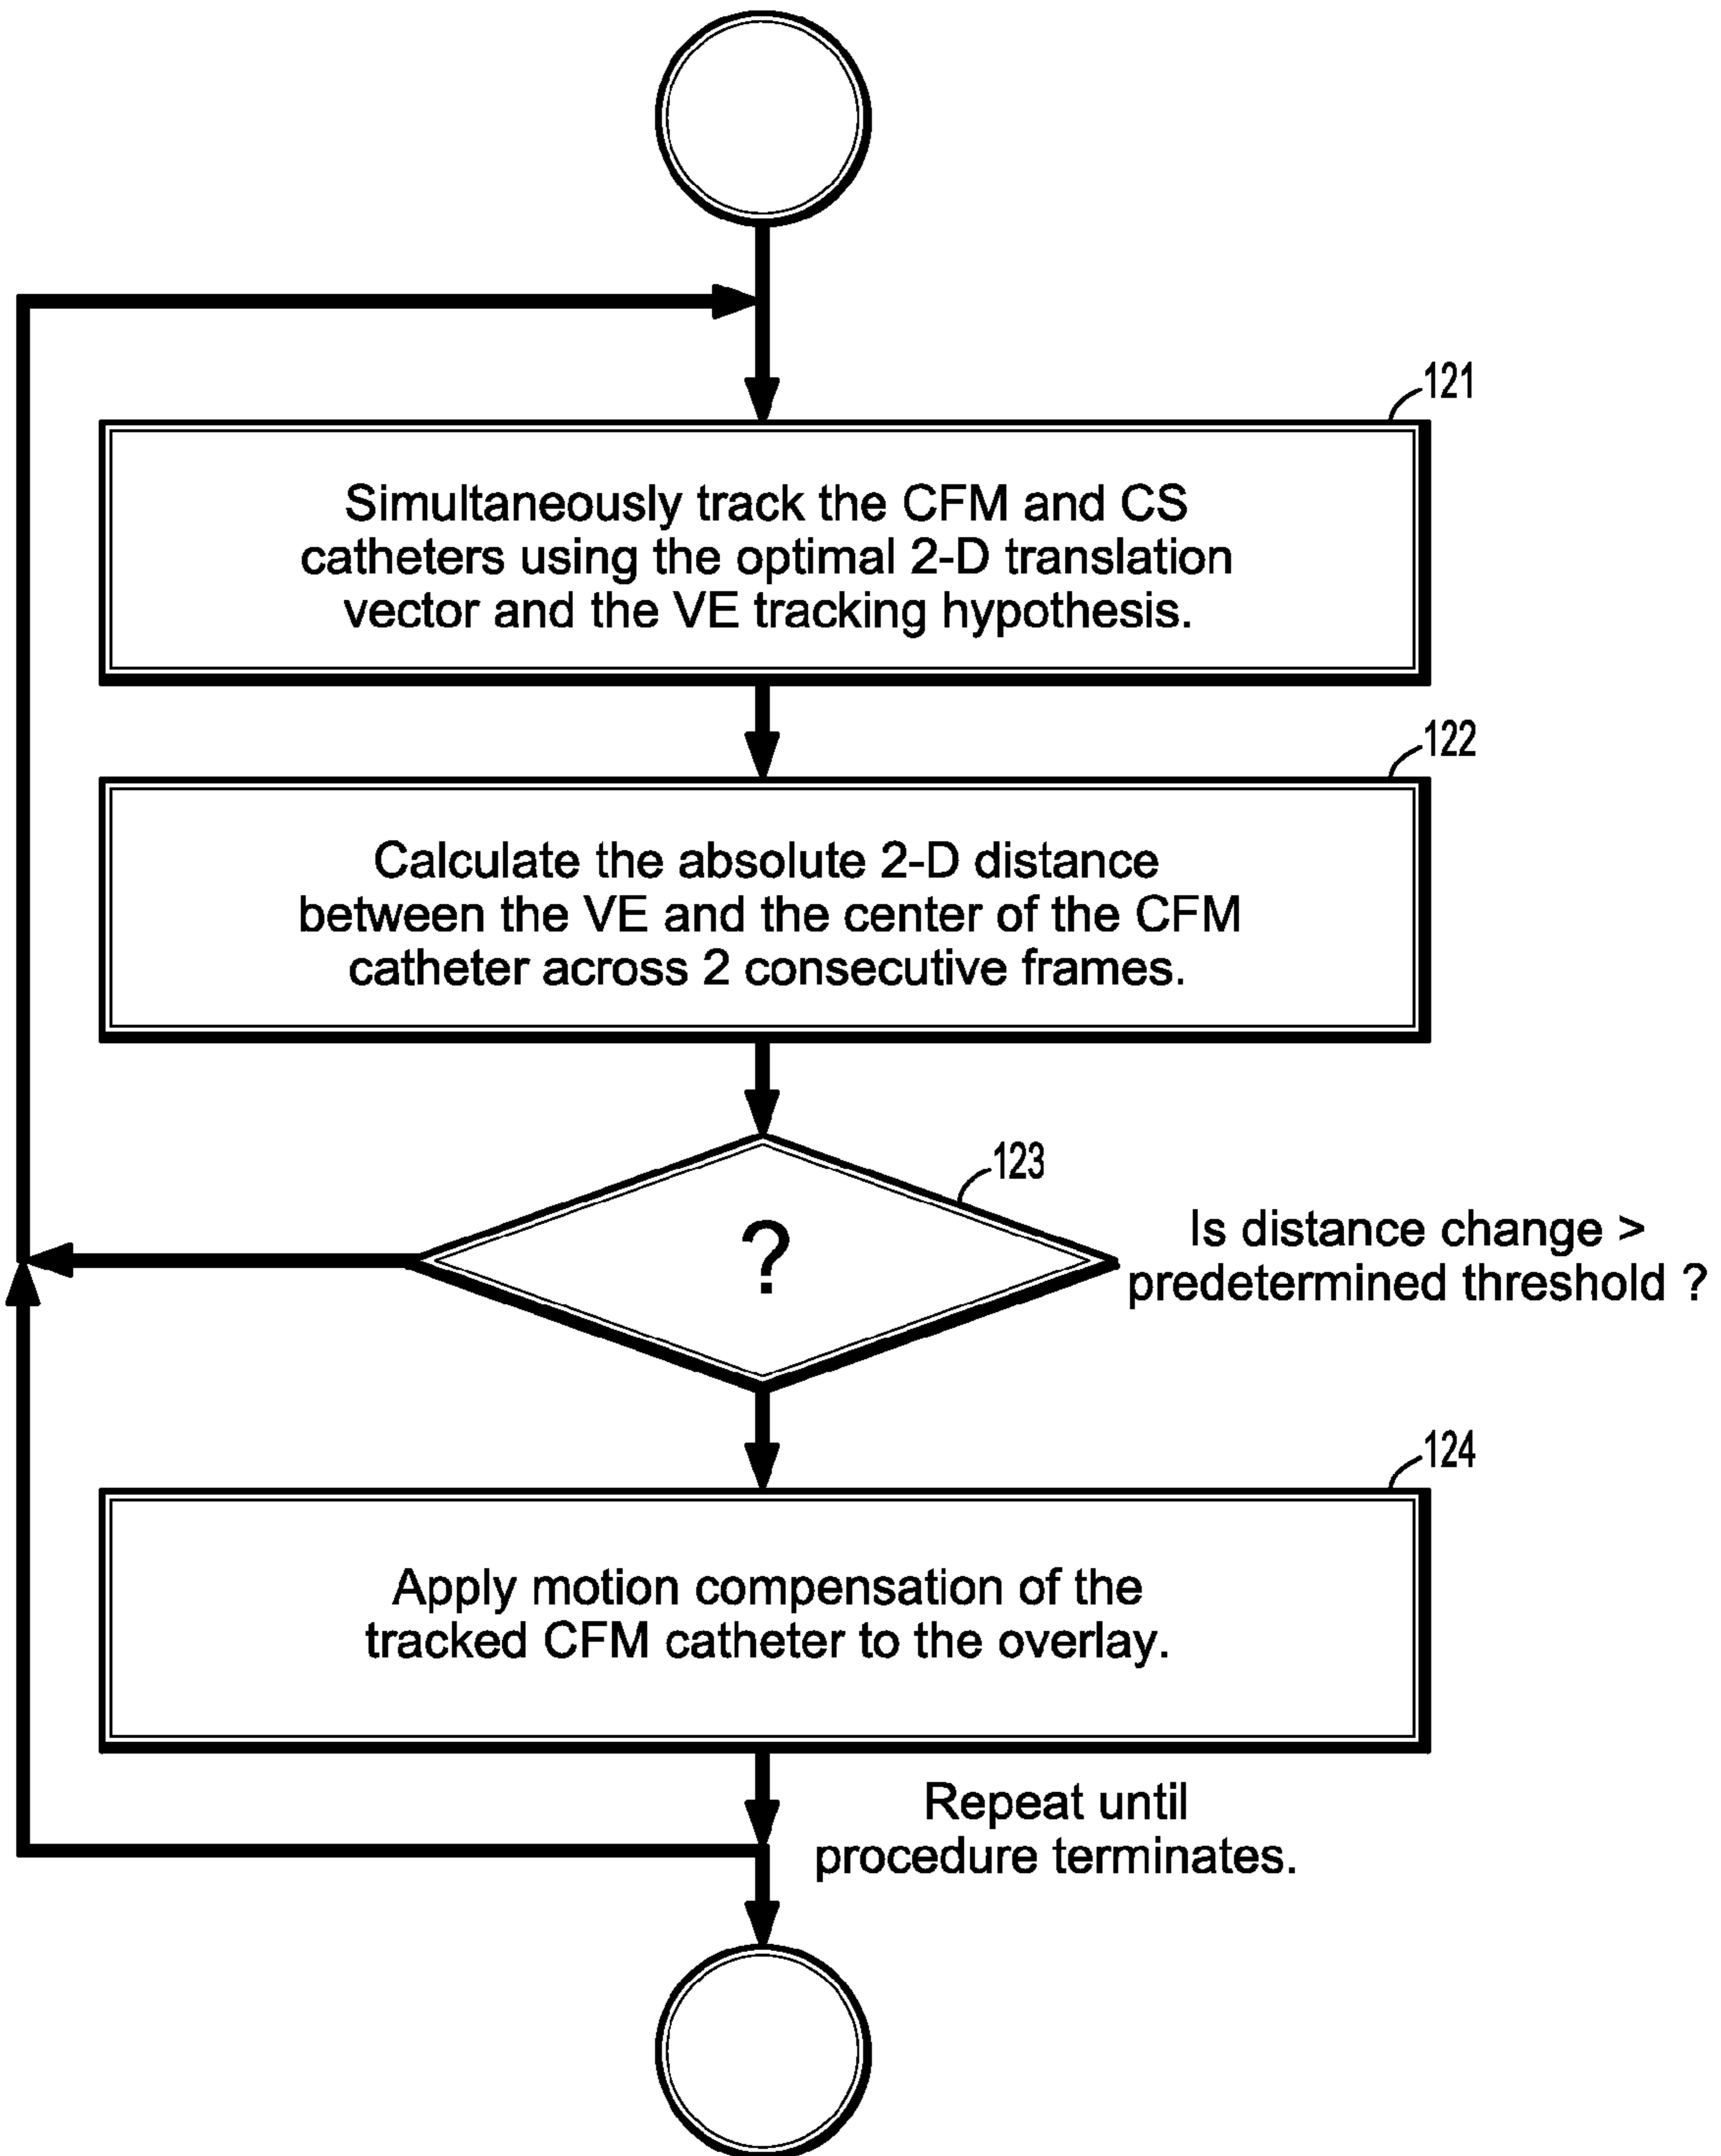 121
Simultaneously track the CFM and CS
catheters using the optimal 2-D translation
vector and the VE tracking hypothesis.
122
Calculate the absolute 2-D distance
between the VE and the center of the CFM
catheter across 2 consecutive frames.
123
?
Is distance change >
predetermined threshold ?
124
Apply motion compensation of the
tracked CFM catheter to the overlay.
Repeat until
procedure terminates.